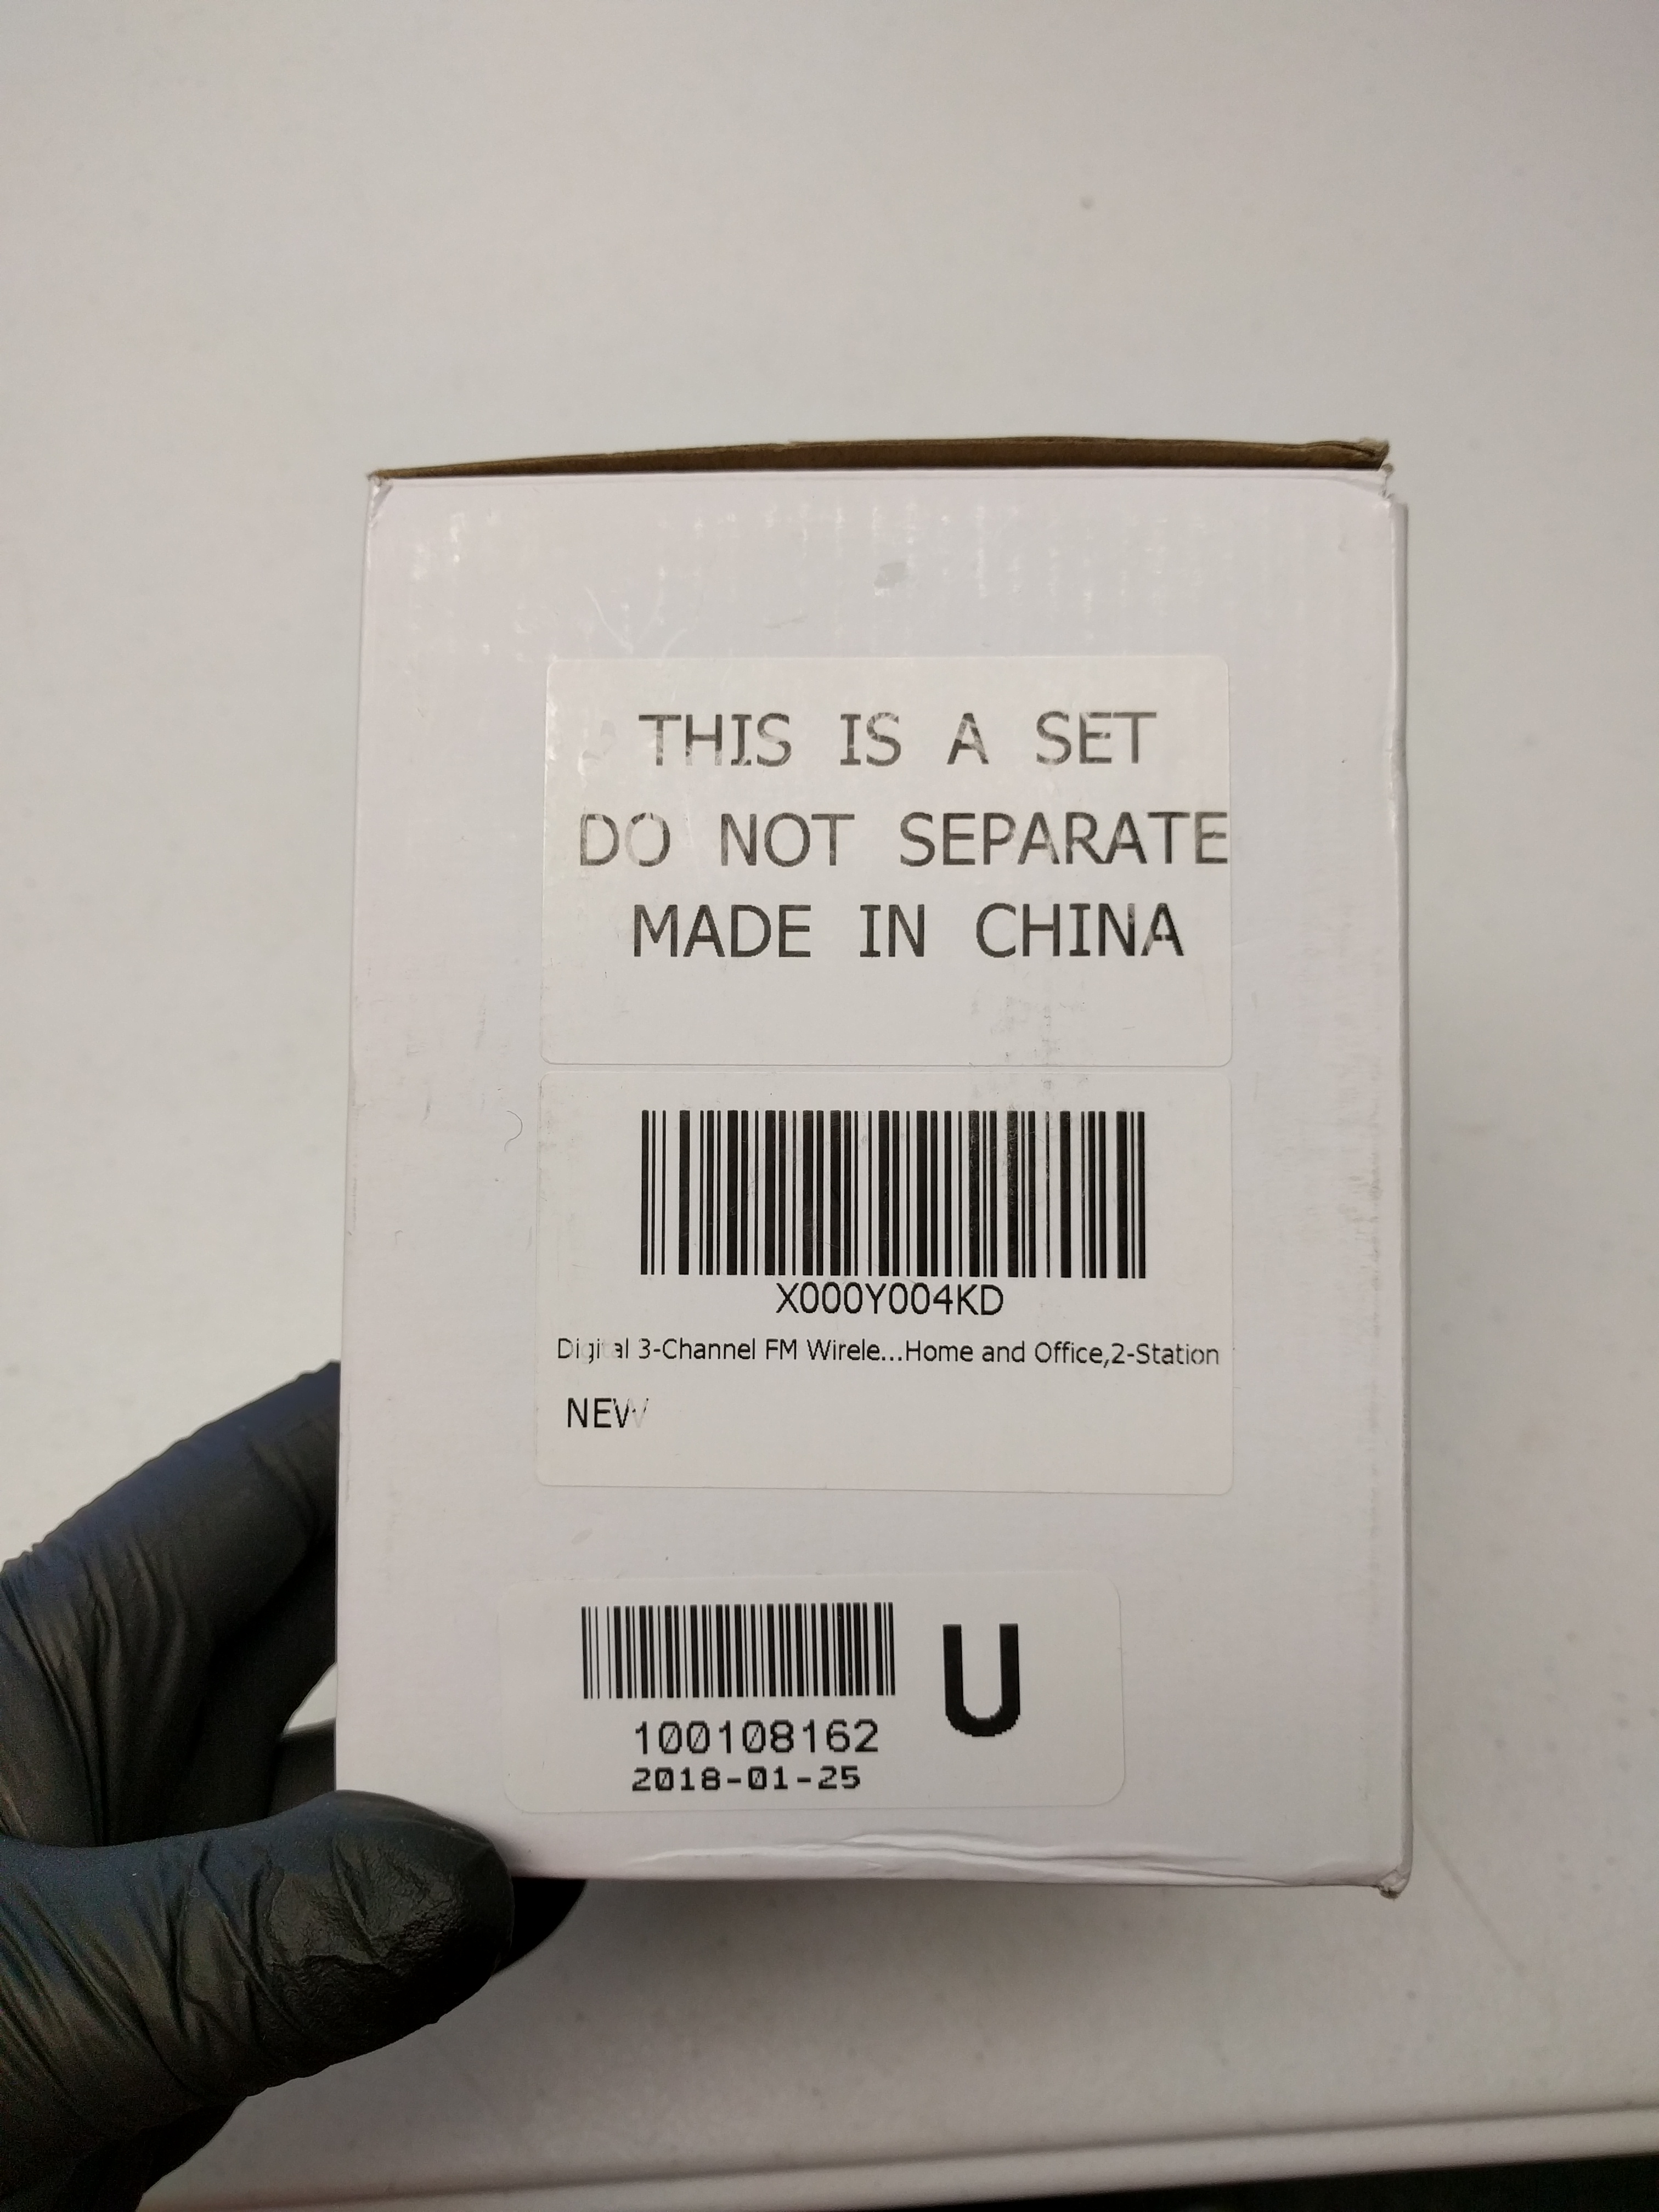 THIS IS A SET
DO NOT SEPARATE
MADE IN CHINA
X000Y004KD
Digital 3-Channel FM Wirele...Home and Office,2-Station
NEW
U
100108162
2018-01-25